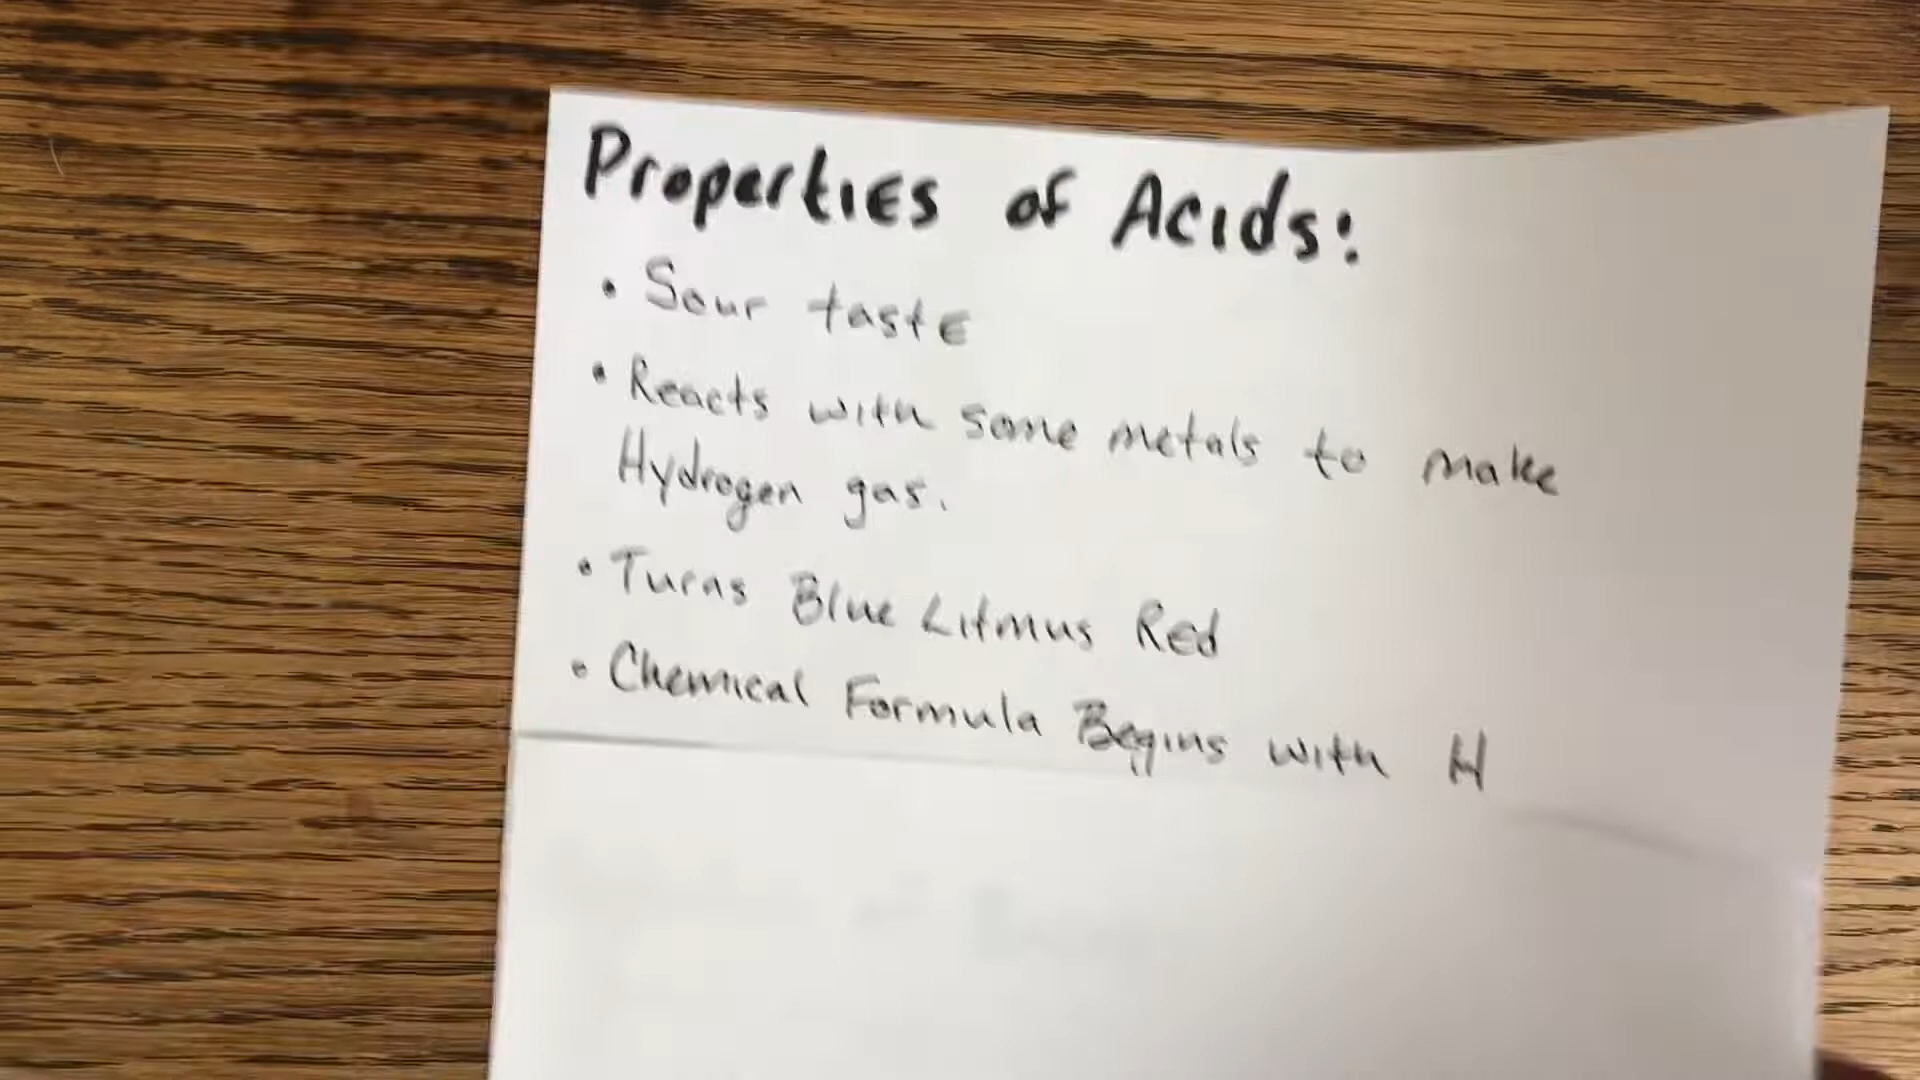 Properties of Acids:
• Sour taste
• Reacts with some metals to make
Hydrogen gas.
• Turns Blue Litmus Red
• Chemical Formula Begins with H